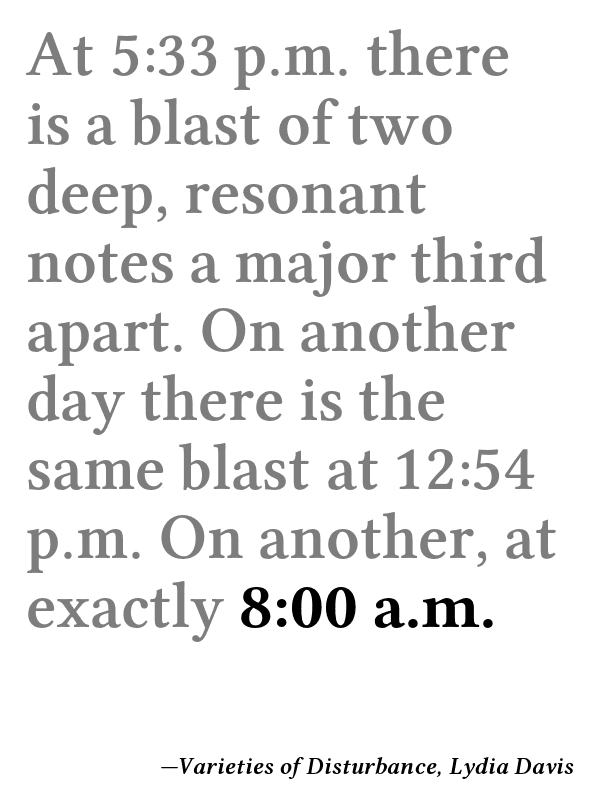 At 5:33 p.m. there
is a blast of two
deep, resonant
notes a major third
apart. On another
day there is the
same blast at 12:54
p.m. On another, at
exactly 8:00 a.m.
—Varieties of Disturbance, Lydia Davis